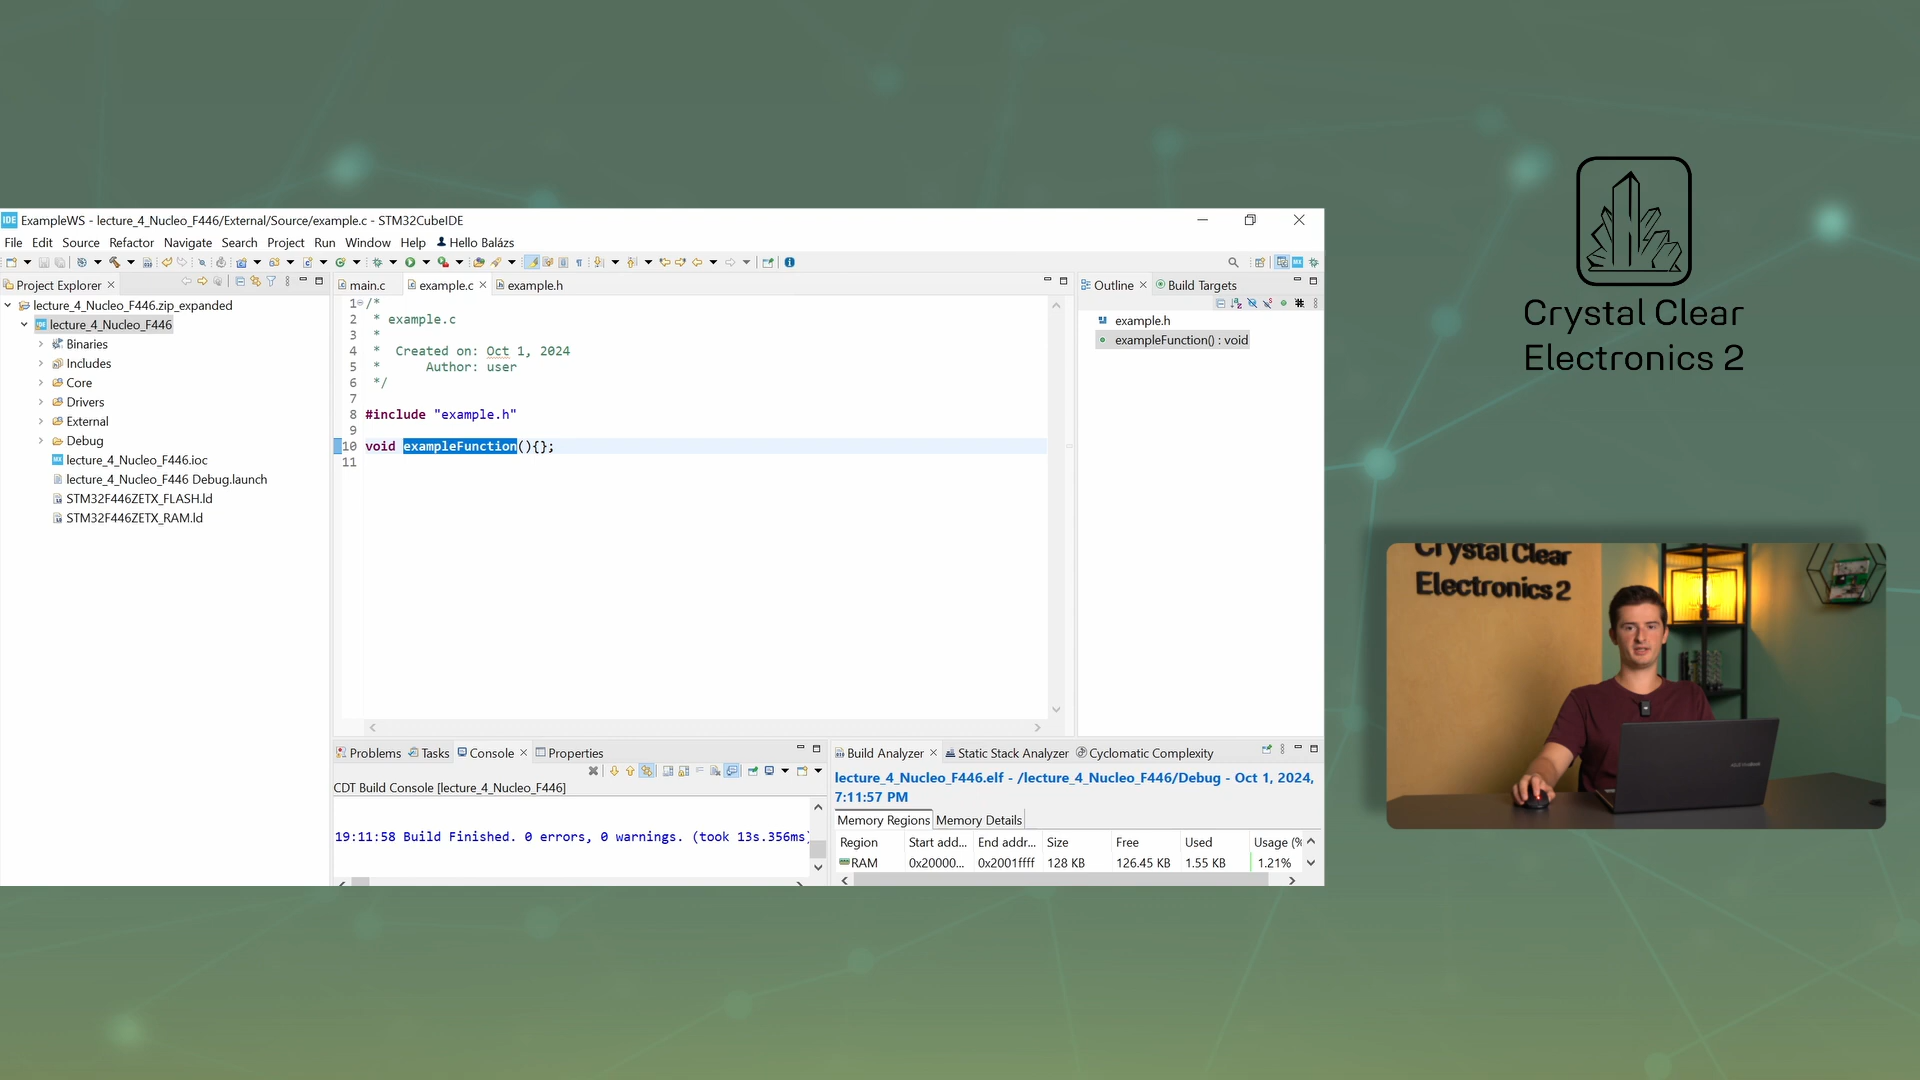 IDE ExampleWS - lecture_4_Nucleo_F446/External/Source/example.c - STM32CubeIDE
File Edit Source Refactor Navigate Search Project Run Window Help Hello Balázs
Project Explorer
lecture_4_Nucleo_F446.zip_expanded
lecture_4_Nucleo_F446
Binaries
Includes
Core
Drivers
External
Debug
lecture_4_Nucleo_F446.ioc
lecture_4_Nucleo_F446 Debug.launch
STM32F446ZETX_FLASH.ld
STM32F446ZETX_RAM.ld
main.c example.c example.h
1 /*
2 * example.c
3 *
4 * Created on: Oct 1, 2024
5 * Author: user
6 */
7
8 #include "example.h"
9
10 void exampleFunction(){};
11
Outline Build Targets
example.h
exampleFunction() : void
Problems Tasks Console Properties
CDT Build Console [lecture_4_Nucleo_F446]
19:11:58 Build Finished. 0 errors, 0 warnings. (took 13s.356ms)
Build Analyzer Static Stack Analyzer Cyclomatic Complexity
lecture_4_Nucleo_F446.elf - /lecture_4_Nucleo_F446/Debug - Oct 1, 2024,
7:11:57 PM
Memory Regions Memory Details
Region Start add... End addr... Size Free Used Usage (%
RAM 0x20000... 0x2001ffff 128 KB 126.45 KB 1.55 KB 1.21%
Crystal Clear
Electronics 2
Crystal Clear
Electronics 2